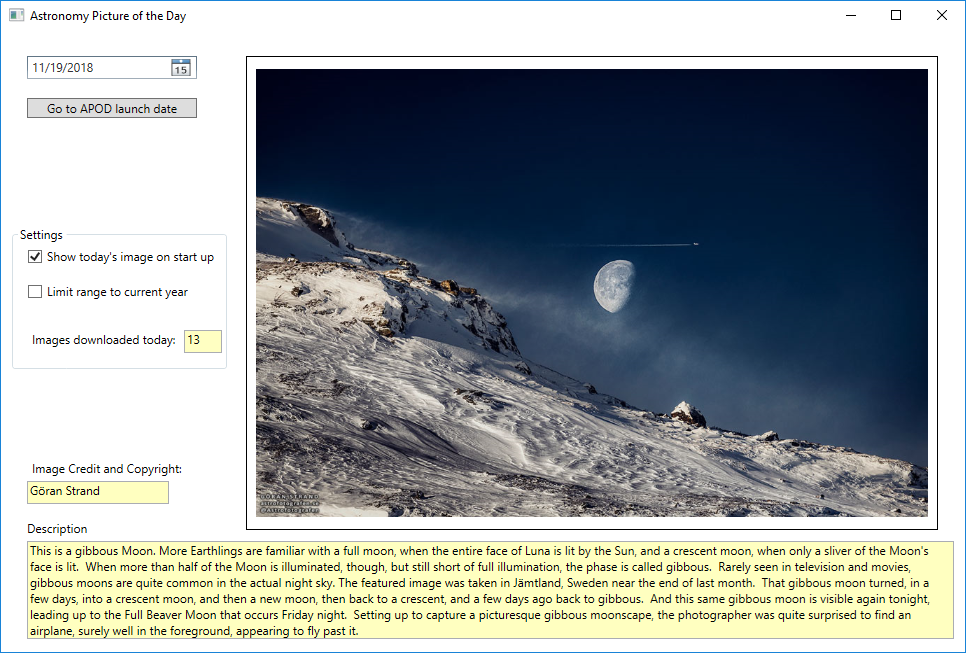 Astronomy Picture of the Day
11/19/2018
15
Go to APOD launch date
Settings
Show today's image on start up
Limit range to current year
Images downloaded today:
13
Image Credit and Copyright:
Göran Strand
GÖRAN STRAND
astrofotografen.se
@Astrofotografen
Description
This is a gibbous Moon. More Earthlings are familiar with a full moon, when the entire face of Luna is lit by the Sun, and a crescent moon, when only a sliver of the Moon's
face is lit.  When more than half of the Moon is illuminated, though, but still short of full illumination, the phase is called gibbous.  Rarely seen in television and movies,
gibbous moons are quite common in the actual night sky. The featured image was taken in Jämtland, Sweden near the end of last month.  That gibbous moon turned, in a
few days, into a crescent moon, and then a new moon, then back to a crescent, and a few days ago back to gibbous.  And this same gibbous moon is visible again tonight,
leading up to the Full Beaver Moon that occurs Friday night.  Setting up to capture a picturesque gibbous moonscape, the photographer was quite surprised to find an
airplane, surely well in the foreground, appearing to fly past it.